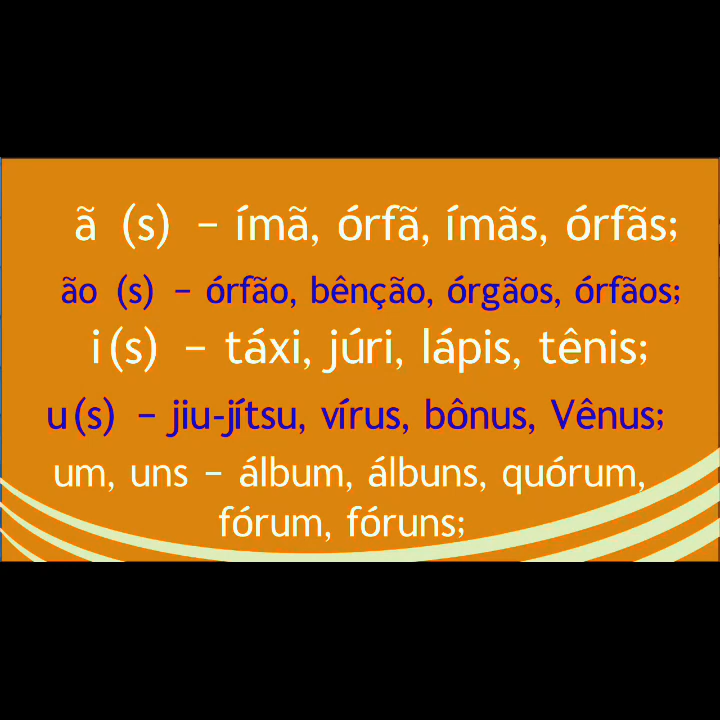 ã (s) – ímã, órfã, ímãs, órfãs;
ão (s) – órfão, bênção, órgãos, órfãos;
i(s) – táxi, júri, lápis, tênis;
u(s) – jiu-jítsu, vírus, bônus, Vênus;
um, uns – álbum, álbuns, quórum,
fórum, fóruns;